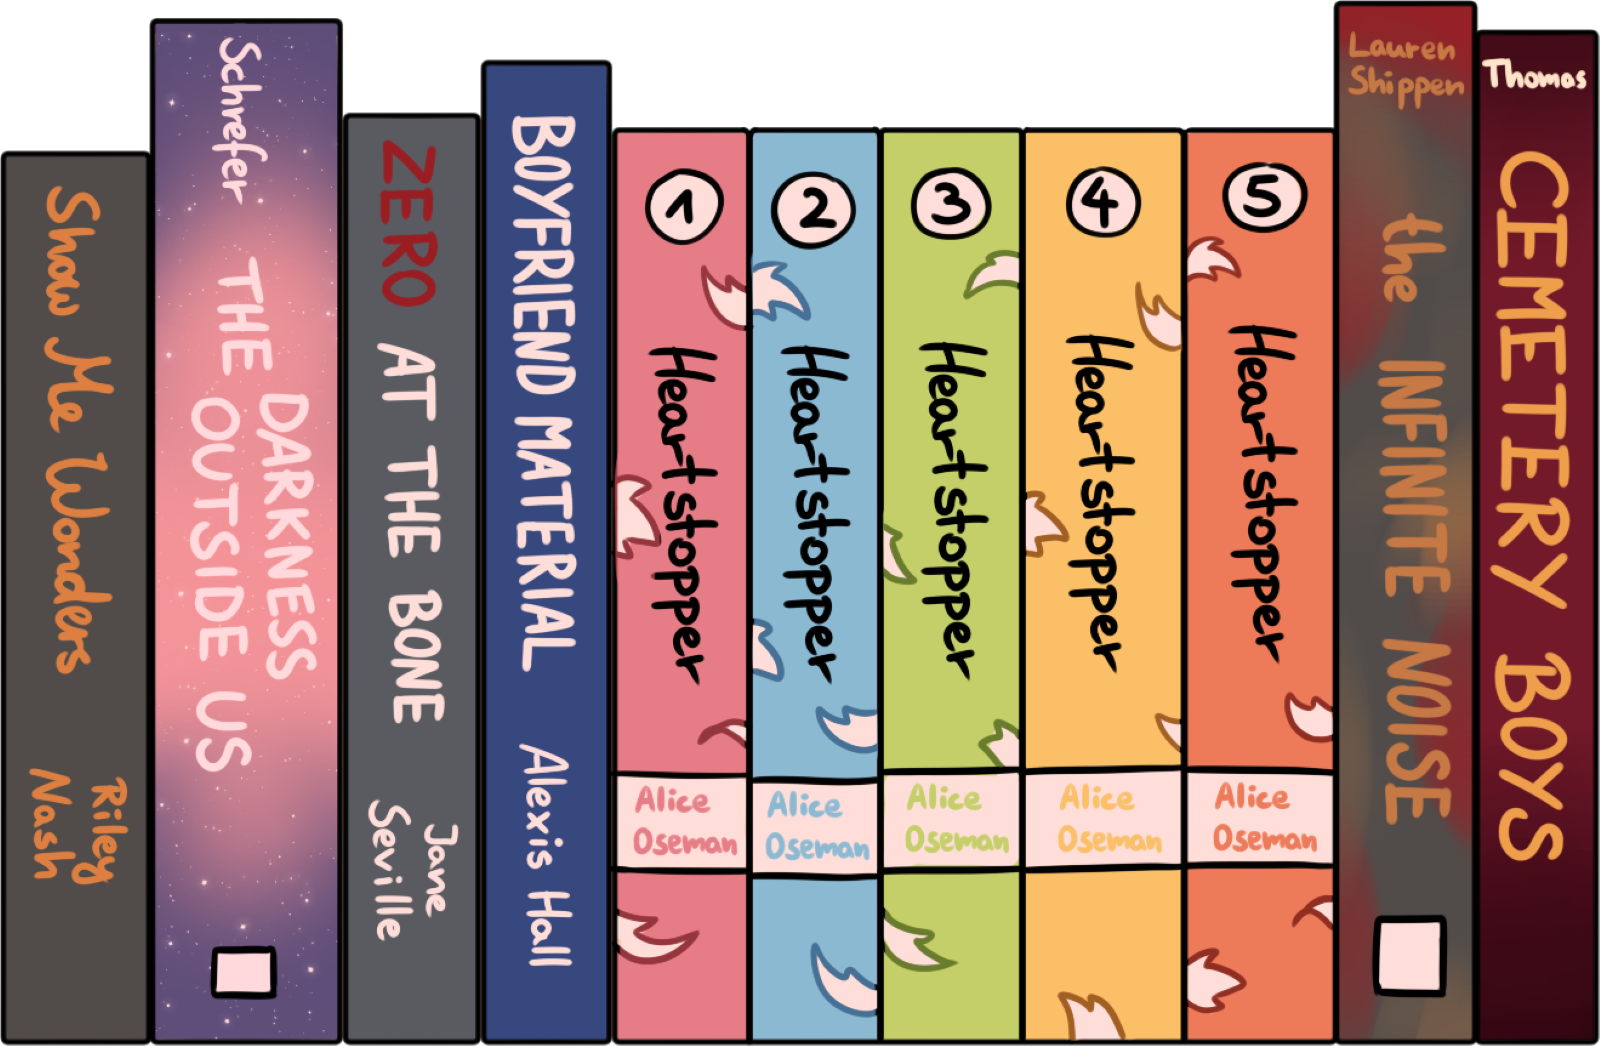 Show Me Wonders
Riley
Nash
Schrefer
THE DARKNESS
OUTSIDE US
ZERO AT THE BONE
Jane
Seville
BOYFRIEND MATERIAL
Alexis Hall
1
Heartstopper
Alice
Oseman
2
Heartstopper
Alice
Oseman
3
Heartstopper
Alice
Oseman
4
Heartstopper
Alice
Oseman
5
Heartstopper
Alice
Oseman
Lauren
Shippen
the INFINITE NOISE
Thomas
CEMETERY BOYS